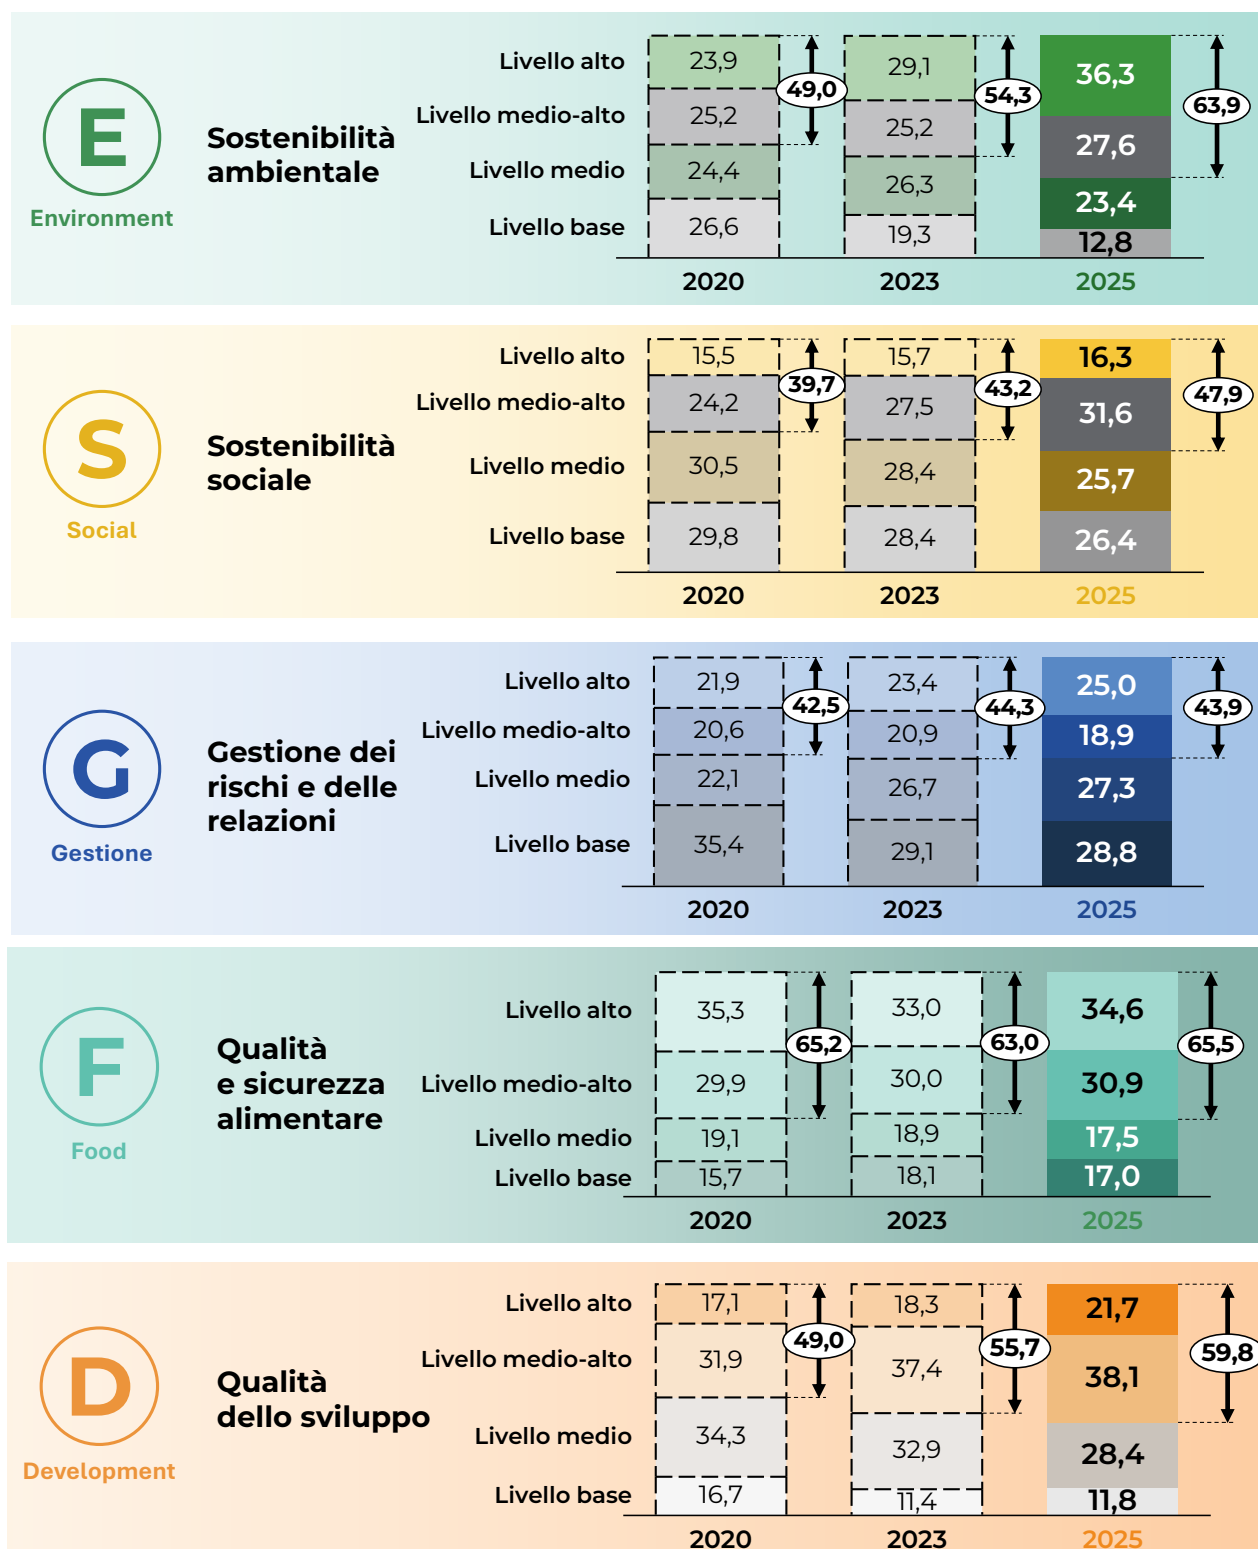 E
Environment
Sostenibilità
ambientale
Livello alto
23,9
29,1
36,3
49,0
54,3
63,9
Livello medio-alto
25,2
25,2
27,6
Livello medio
24,4
26,3
23,4
Livello base
26,6
19,3
12,8
2020
2023
2025
S
Social
Sostenibilità
sociale
Livello alto
15,5
15,7
16,3
39,7
43,2
47,9
Livello medio-alto
24,2
27,5
31,6
Livello medio
30,5
28,4
25,7
Livello base
29,8
28,4
26,4
2020
2023
2025
G
Gestione
Gestione dei
rischi e delle
relazioni
Livello alto
21,9
23,4
25,0
42,5
44,3
43,9
Livello medio-alto
20,6
20,9
18,9
Livello medio
22,1
26,7
27,3
Livello base
35,4
29,1
28,8
2020
2023
2025
F
Food
Qualità
e sicurezza
alimentare
Livello alto
35,3
33,0
34,6
65,2
63,0
65,5
Livello medio-alto
29,9
30,0
30,9
Livello medio
19,1
18,9
17,5
Livello base
15,7
18,1
17,0
2020
2023
2025
D
Development
Qualità
dello sviluppo
Livello alto
17,1
18,3
21,7
49,0
55,7
59,8
Livello medio-alto
31,9
37,4
38,1
Livello medio
34,3
32,9
28,4
Livello base
16,7
11,4
11,8
2020
2023
2025